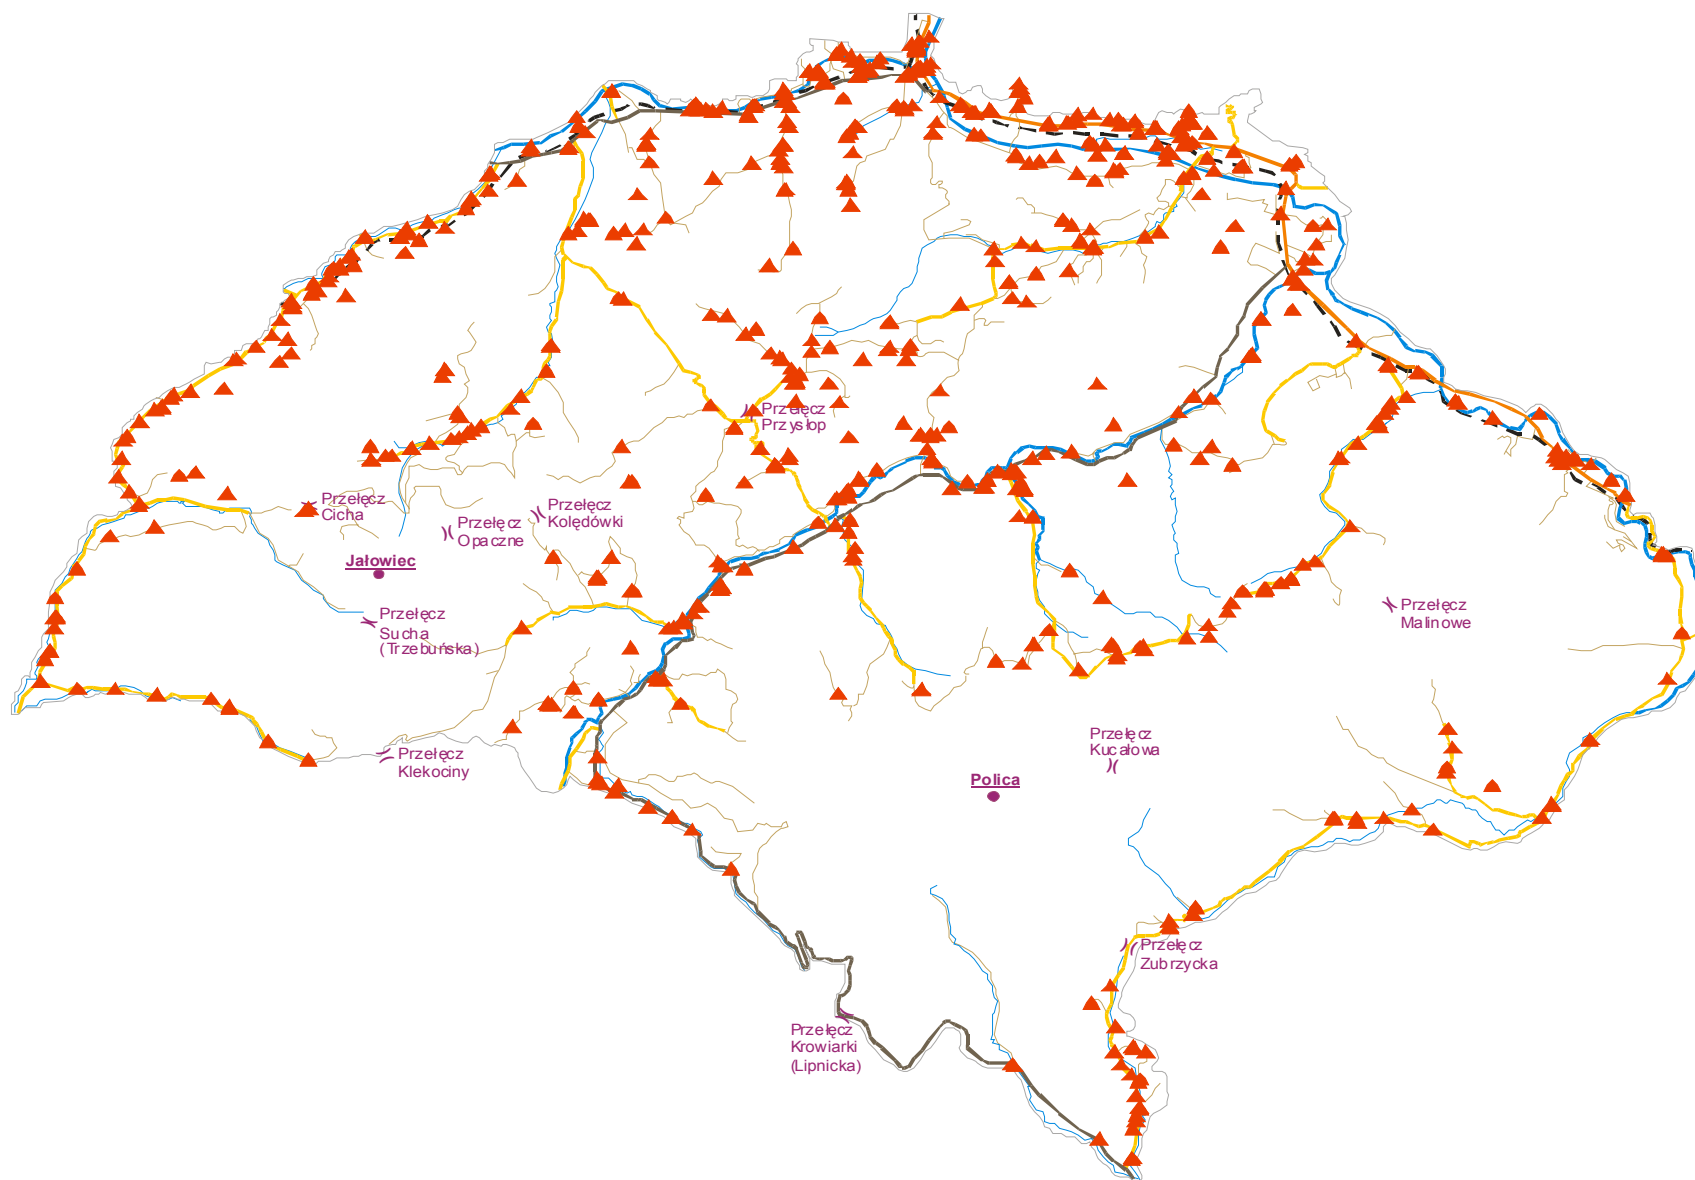 Przełęcz
Przysłop
Przełęcz
Cicha
Przełęcz
Kolędówki
Przełęcz
Opaczne
Jałowiec
Przełęcz
Sucha
(Trzebuńska)
Przełęcz
Malinowe
Przełęcz
Klekociny
Przełęcz
Kucałowa
Polica
Przełęcz
Zubrzycka
Przełęcz
Krowiarki
(Lipnicka)